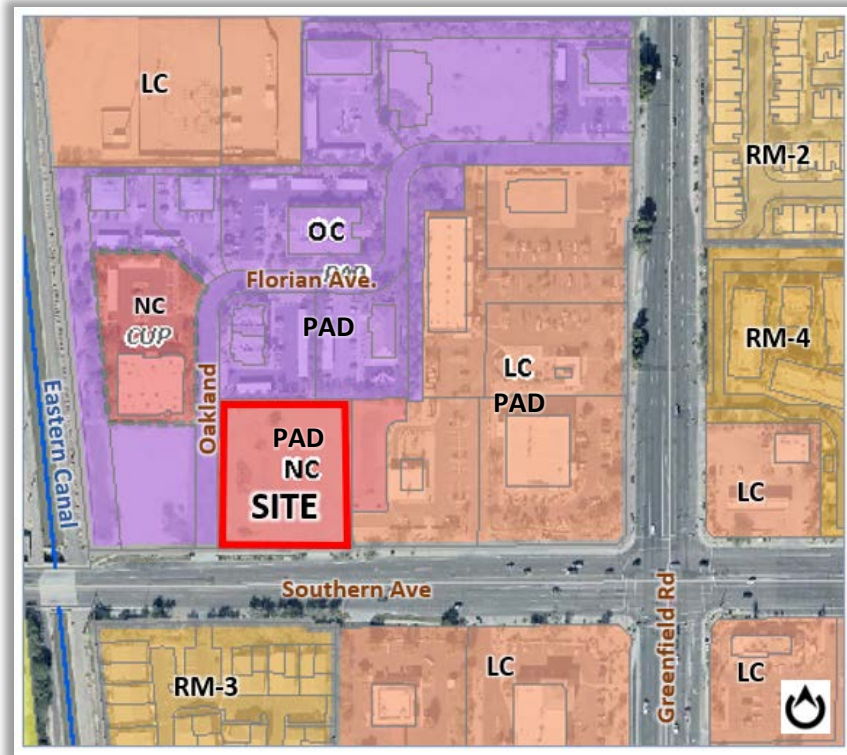 LC
RM-2
OC
PAD
Florian Ave.
NC
CUP
PAD
RM-4
LC
PAD
Oakland
Eastern Canal
PAD
NC
SITE
LC
Southern Ave
Greenfield Rd
RM-3
LC
LC